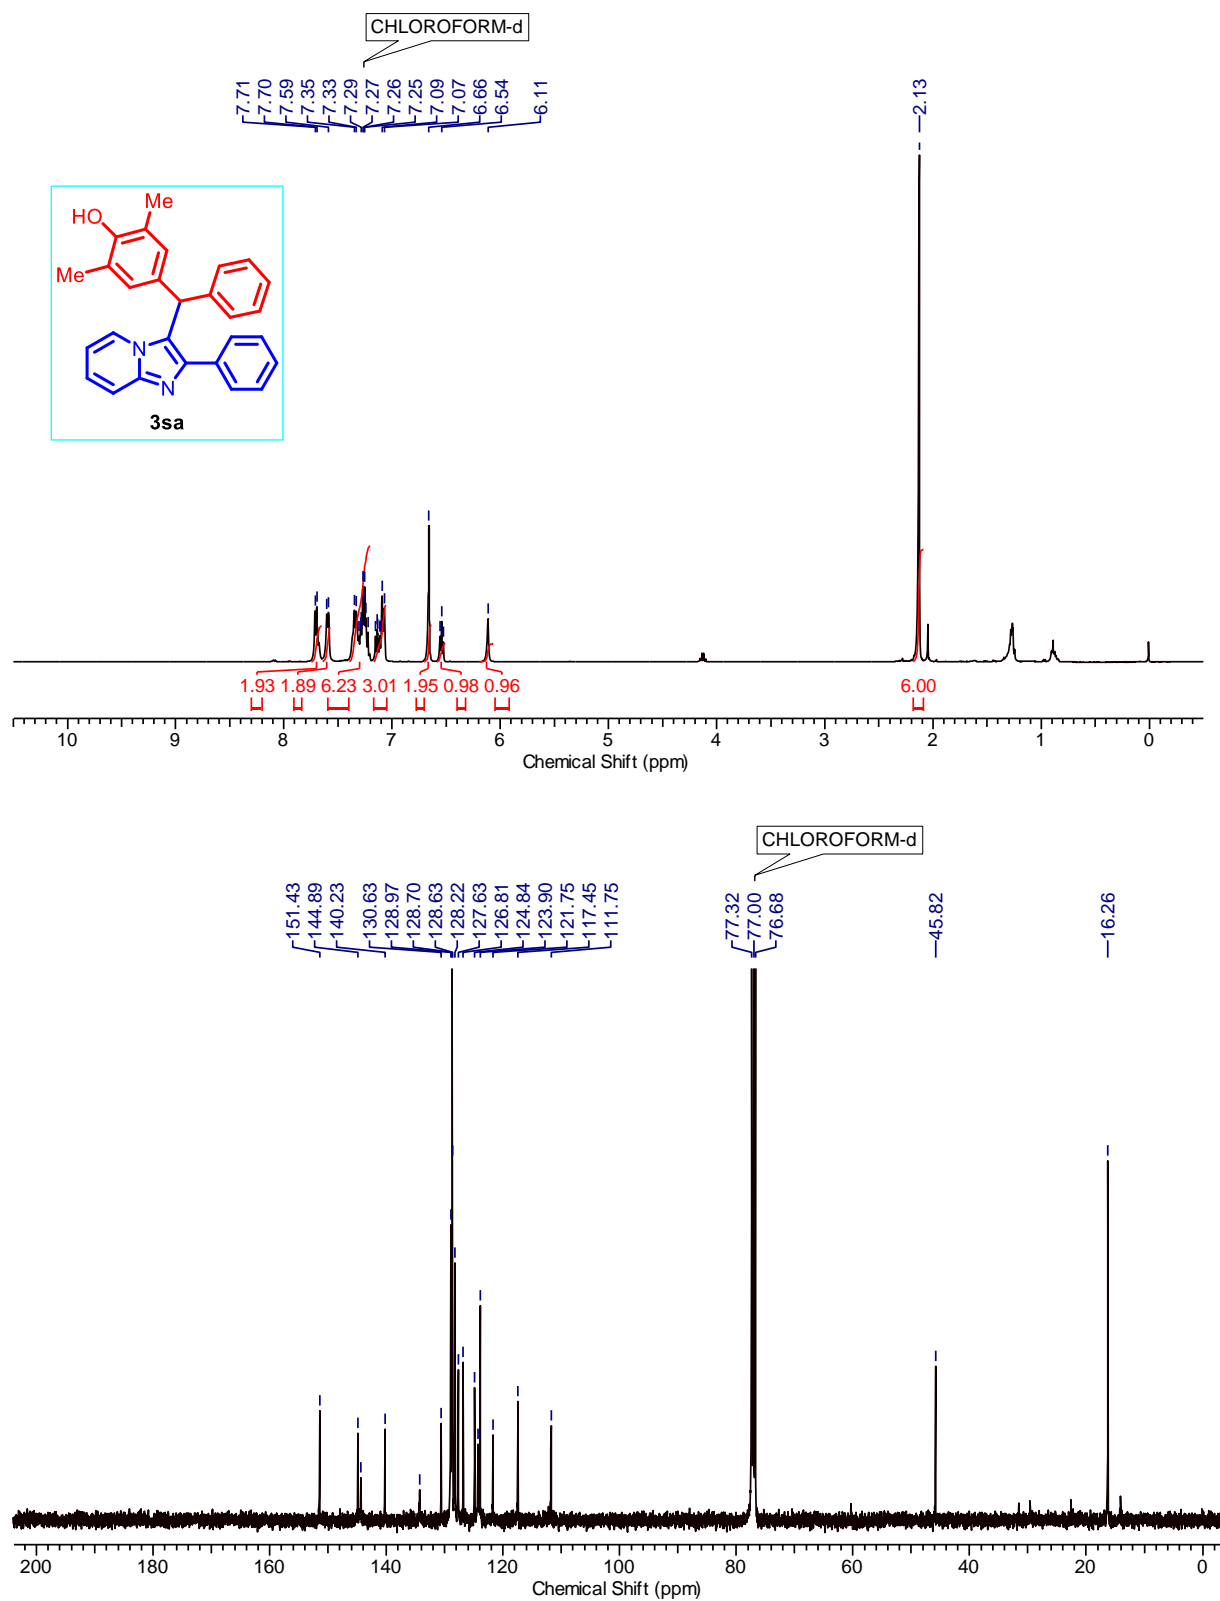 CHLOROFORM-d
7.71
7.70
7.59
7.35
7.33
7.29
7.27
7.26
7.25
7.09
7.07
6.66
6.54
6.11
2.13
Me
HO
Me
N
N
3sa
1.93 1.89 6.23 3.01 1.95 0.98 0.96 6.00
10 9 8 7 6 5 4 3 2 1 0
Chemical Shift (ppm)
CHLOROFORM-d
151.43
144.89
140.23
130.63
128.97
128.70
128.63
128.22
127.63
126.81
124.84
123.90
121.75
117.45
111.75
77.32
77.00
76.68
45.82
16.26
200 180 160 140 120 100 80 60 40 20 0
Chemical Shift (ppm)